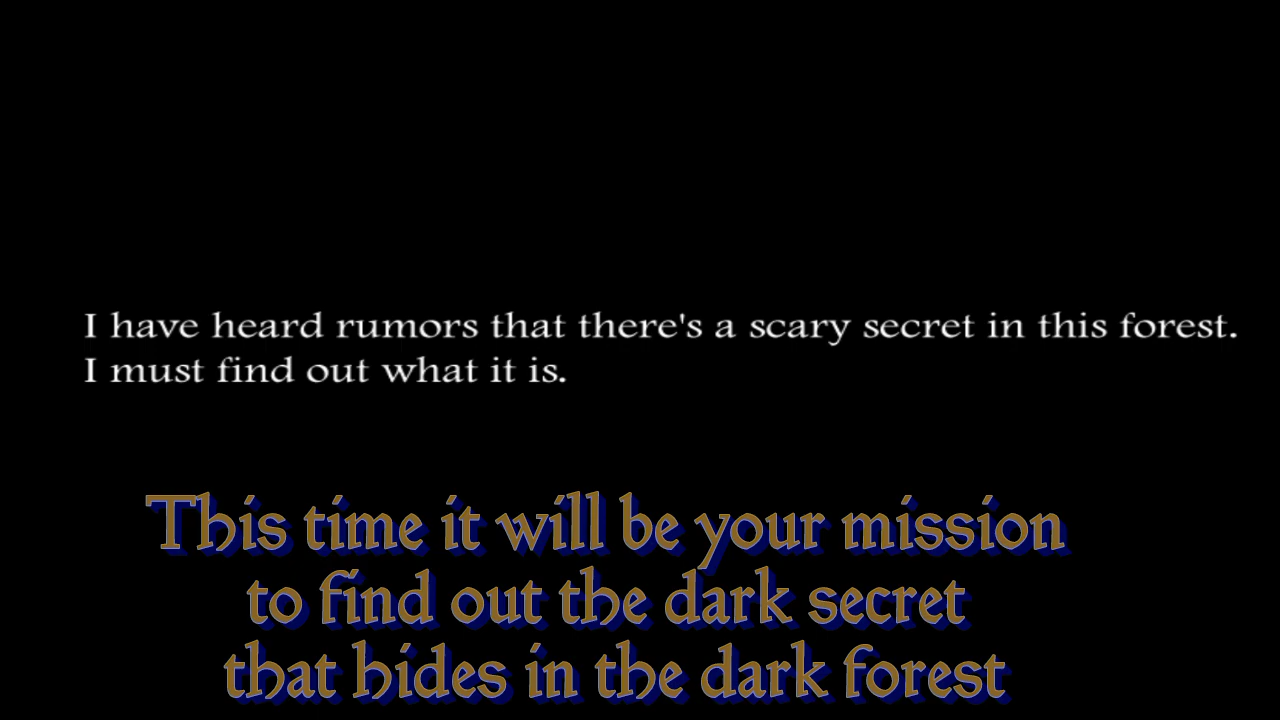 I have heard rumors that there's a scary secret in this forest.
I must find out what it is.
This time it will be your mission
to find out the dark secret
that hides in the dark forest